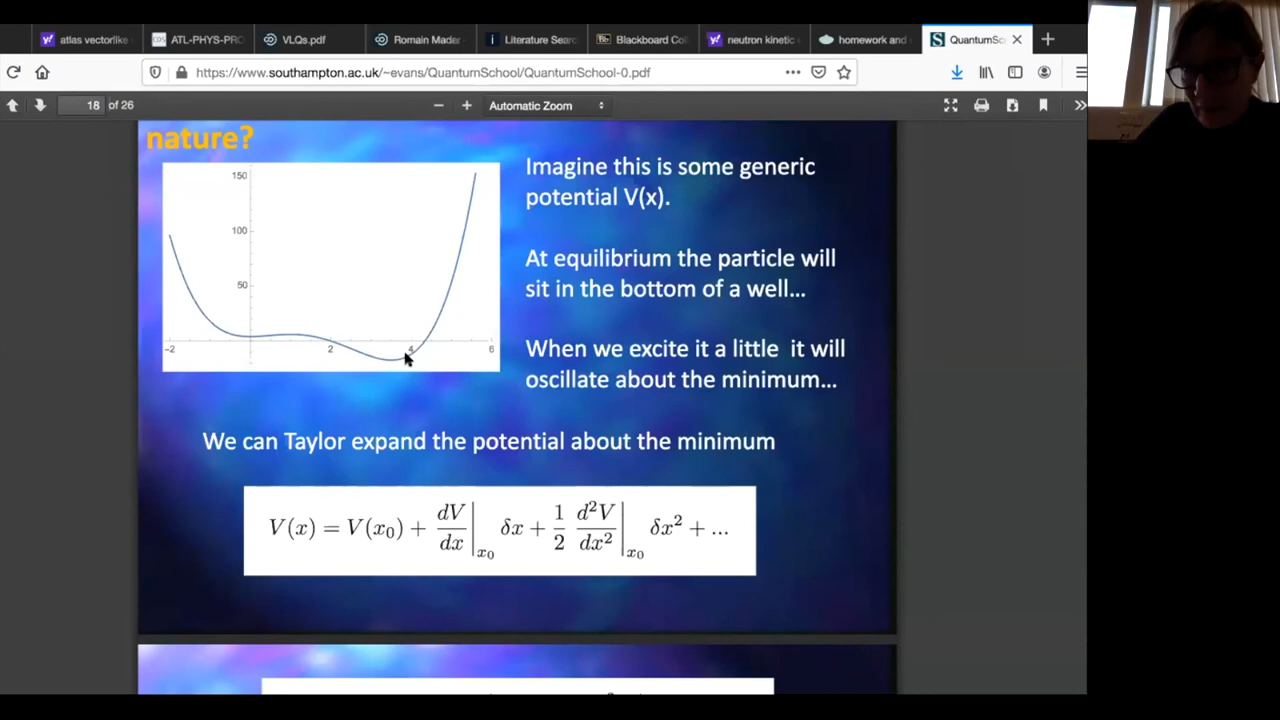 atlas vectorlike
ATL-PHYS-PRO
VLQs.pdf
Romain Mader
Literature Sear
Blackboard Col
neutron kinetic
homework and
QuantumSc
https://www.southampton.ac.uk/~evans/QuantumSchool/QuantumSchool-0.pdf
18 of 26
Automatic Zoom
nature?
150
100
50
−2
2
4
6
Imagine this is some generic
potential V(x).
At equilibrium the particle will
sit in the bottom of a well...
When we excite it a little it will
oscillate about the minimum...
We can Taylor expand the potential about the minimum
V(x) = V(x₀) + dV/dx|ₓ₀ δx + 1/2 d²V/dx²|ₓ₀ δx² + ...